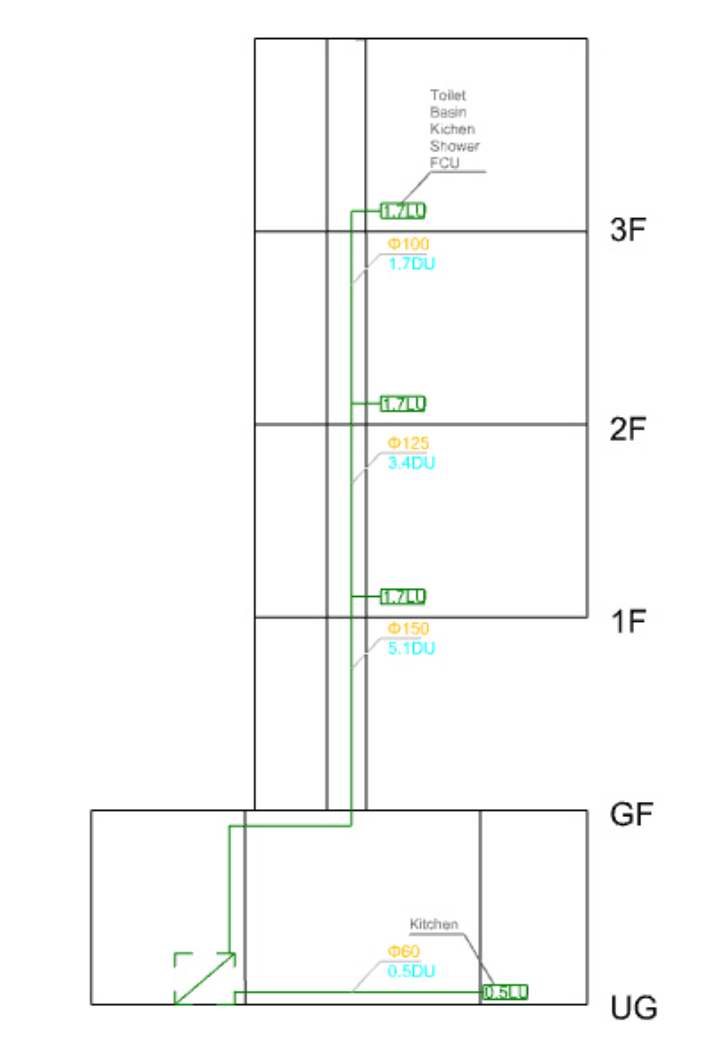 Toilet
Basin
Kichen
Shower
FCU
1.7LU
3F
Φ100
1.7DU
1.7LU
2F
Φ125
3.4DU
1.7LU
1F
Φ150
5.1DU
GF
Kitchen
Φ60
0.5DU
0.5LU
UG